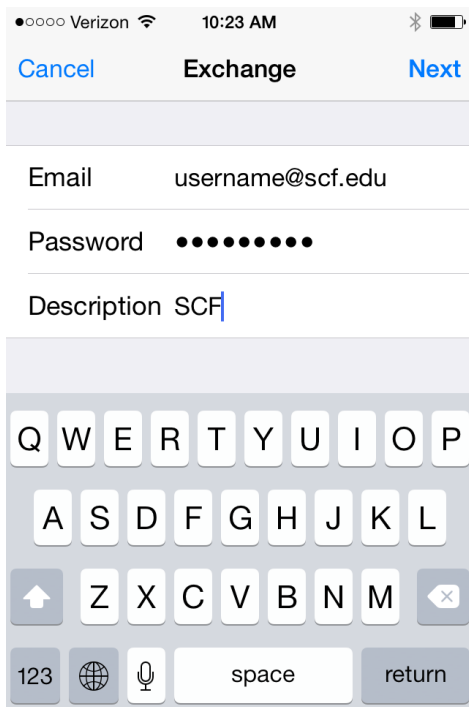 Verizon 10:23 AM
Cancel Exchange Next
Email username@scf.edu
Password •••••••••
Description SCF
Q W E R T Y U I O P
A S D F G H J K L
Z X C V B N M
123 space return